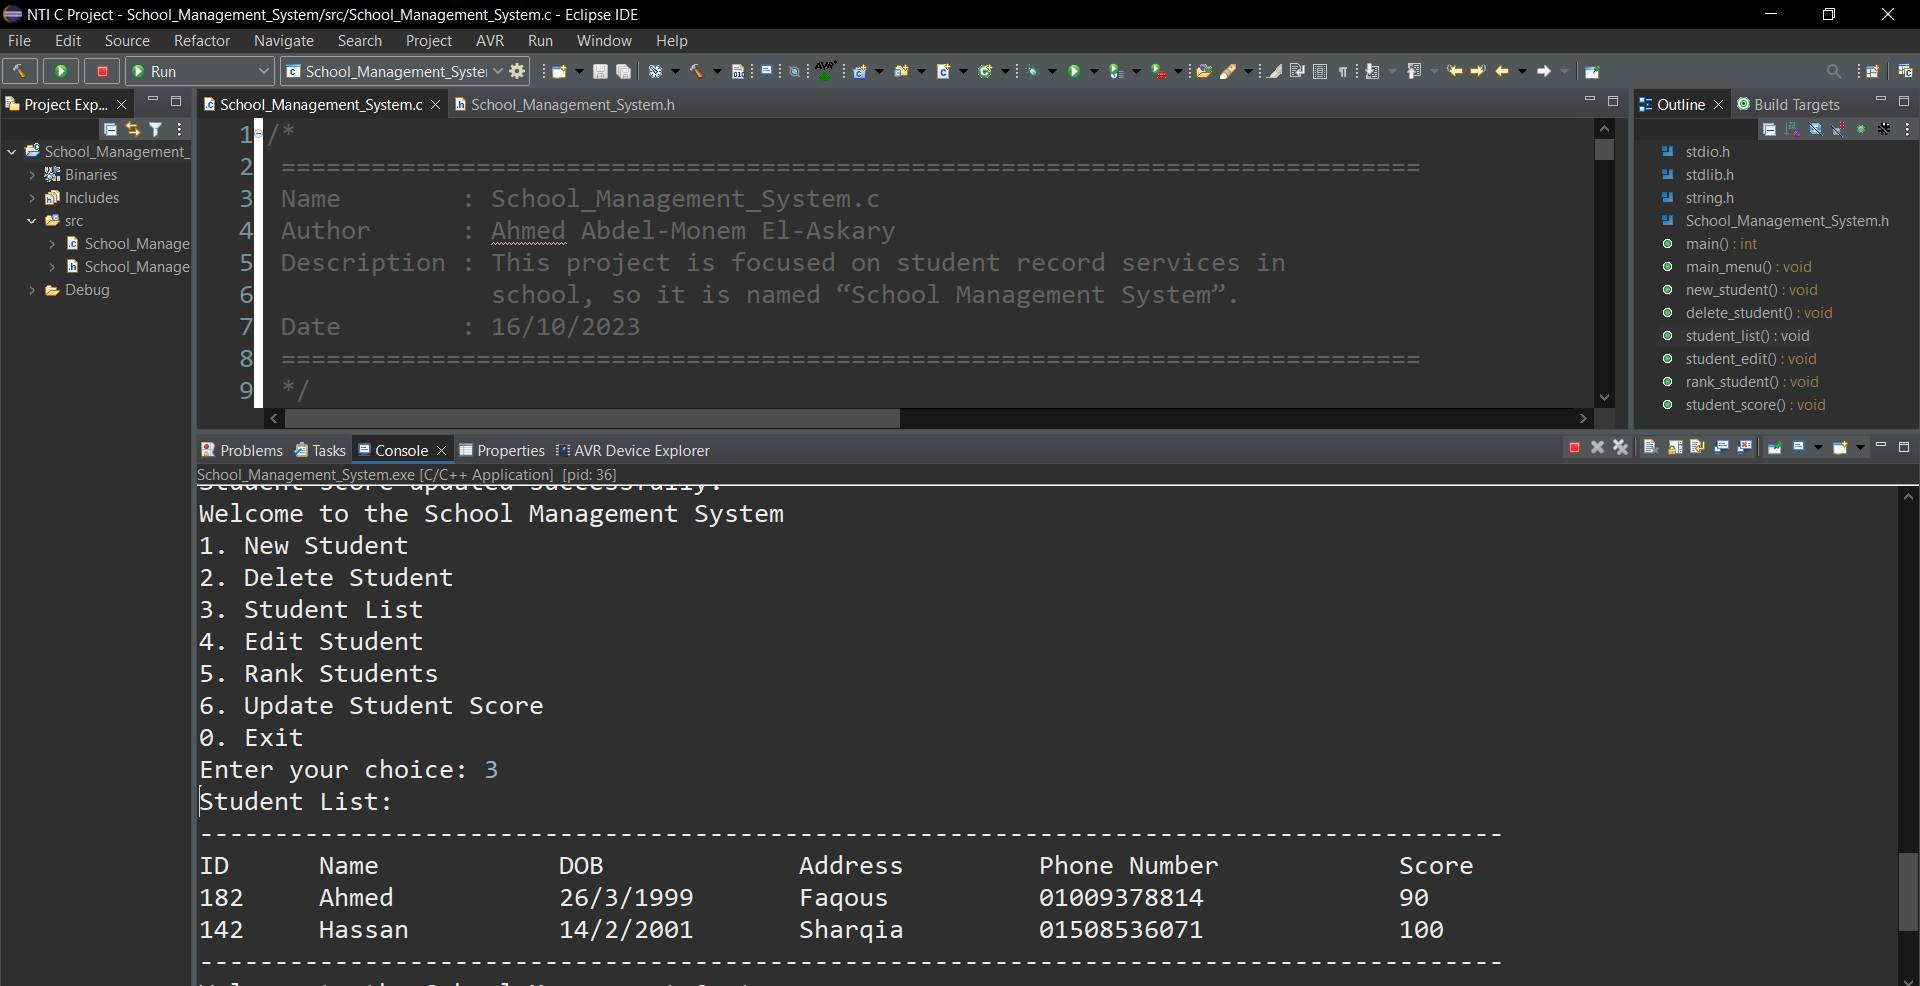 NTI C Project - School_Management_System/src/School_Management_System.c - Eclipse IDE
File Edit Source Refactor Navigate Search Project AVR Run Window Help
Run School_Management_Syster
Project Exp...
School_Management_
Binaries
Includes
src
School_Manage
School_Manage
Debug
School_Management_System.c School_Management_System.h
1 /*
2 ============================================================================
3 Name        : School_Management_System.c
4 Author      : Ahmed Abdel-Monem El-Askary
5 Description : This project is focused on student record services in
6               school, so it is named “School Management System”.
7 Date        : 16/10/2023
8 ============================================================================
9 */
Outline Build Targets
stdio.h
stdlib.h
string.h
School_Management_System.h
main() : int
main_menu() : void
new_student() : void
delete_student() : void
student_list() : void
student_edit() : void
rank_student() : void
student_score() : void
Problems Tasks Console Properties AVR Device Explorer
School_Management_System.exe [C/C++ Application] [pid: 36]
Student score updated successfully.
Welcome to the School Management System
1. New Student
2. Delete Student
3. Student List
4. Edit Student
5. Rank Students
6. Update Student Score
0. Exit
Enter your choice: 3
Student List:
---------------------------------------------------------------------------------------
ID Name DOB Address Phone Number Score
182 Ahmed 26/3/1999 Faqous 01009378814 90
142 Hassan 14/2/2001 Sharqia 01508536071 100
---------------------------------------------------------------------------------------